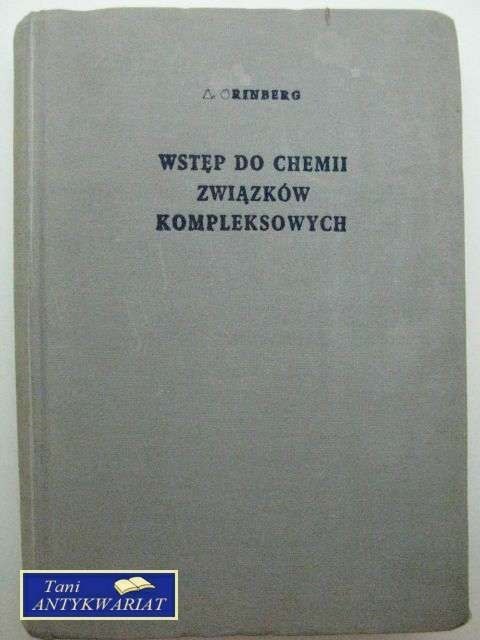 A. GRINBERG
WSTĘP DO CHEMII
ZWIĄZKÓW
KOMPLEKSOWYCH
Tani
ANTYKWARIAT